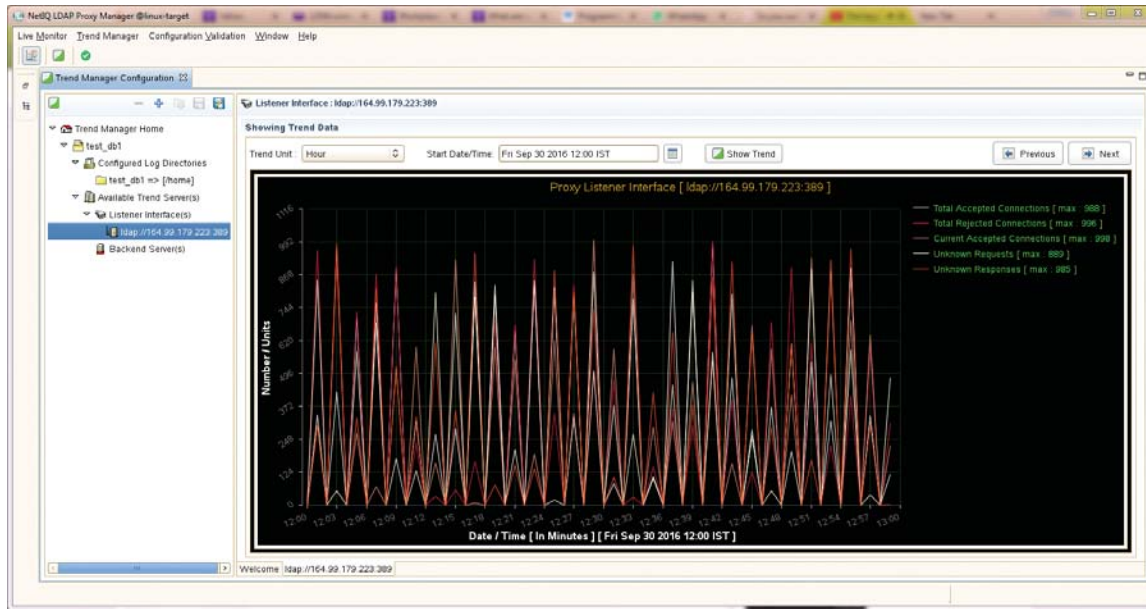 NetIQ LDAP Proxy Manager @linux-target
Live Monitor Trend Manager Configuration Validation Window Help
Trend Manager Configuration
Listener Interface : ldap://164.99.179.223:389
Trend Manager Home
Showing Trend Data
test_db1
Trend Unit : Hour Start Date/Time: Fri Sep 30 2016 12:00 IST Show Trend Previous Next
Configured Log Directories
test_db1 => [/home]
Available Trend Server(s)
Listener Interface(s)
ldap://164.99.179.223:389
Backend Server(s)
Proxy Listener Interface [ ldap://164.99.179.223:389 ]
Total Accepted Connections [ max : 988 ]
Total Rejected Connections [ max : 996 ]
Current Accepted Connections [ max : 998 ]
Unknown Requests [ max : 889 ]
Unknown Responses [ max : 985 ]
Number / Units
1116
992
868
744
620
496
372
248
124
0
12:00 12:03 12:06 12:09 12:12 12:15 12:18 12:21 12:24 12:27 12:30 12:33 12:36 12:39 12:42 12:45 12:48 12:51 12:54 12:57 13:00
Date / Time [ In Minutes ] [ Fri Sep 30 2016 12:00 IST ]
Welcome ldap://164.99.179.223:389